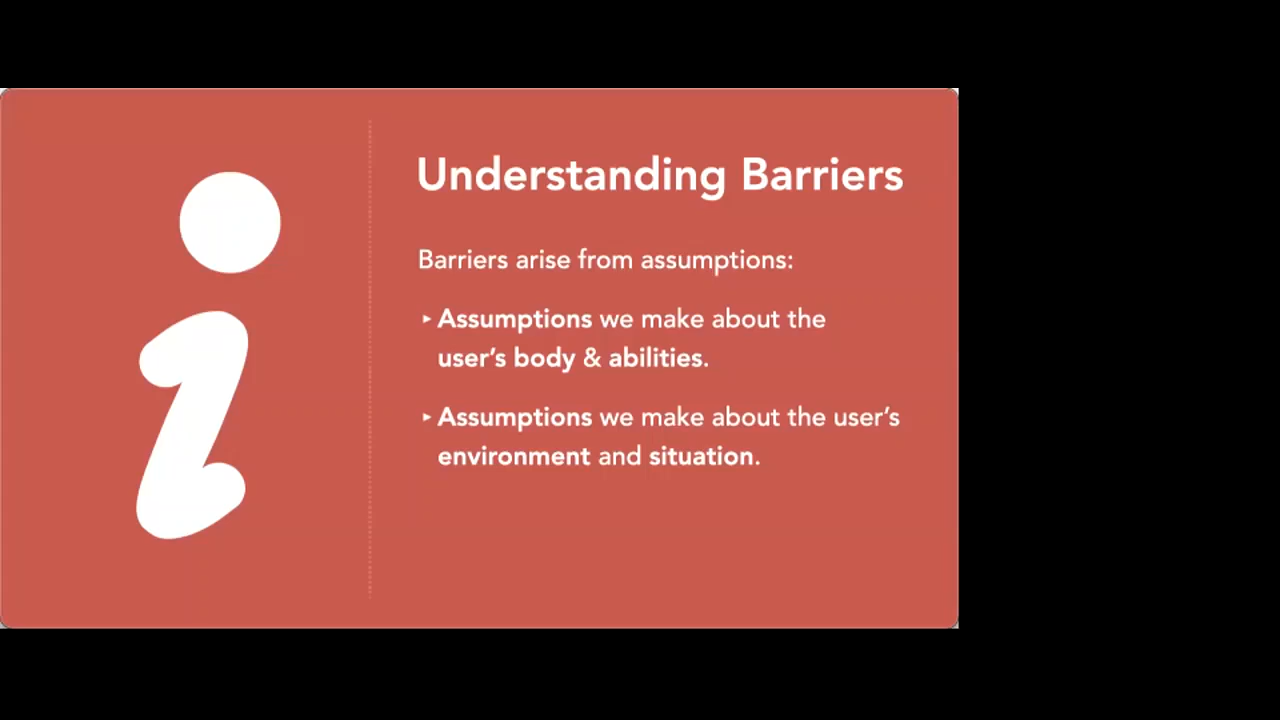 Understanding Barriers
Barriers arise from assumptions:
▸ Assumptions we make about the
user’s body & abilities.
▸ Assumptions we make about the user’s
environment and situation.